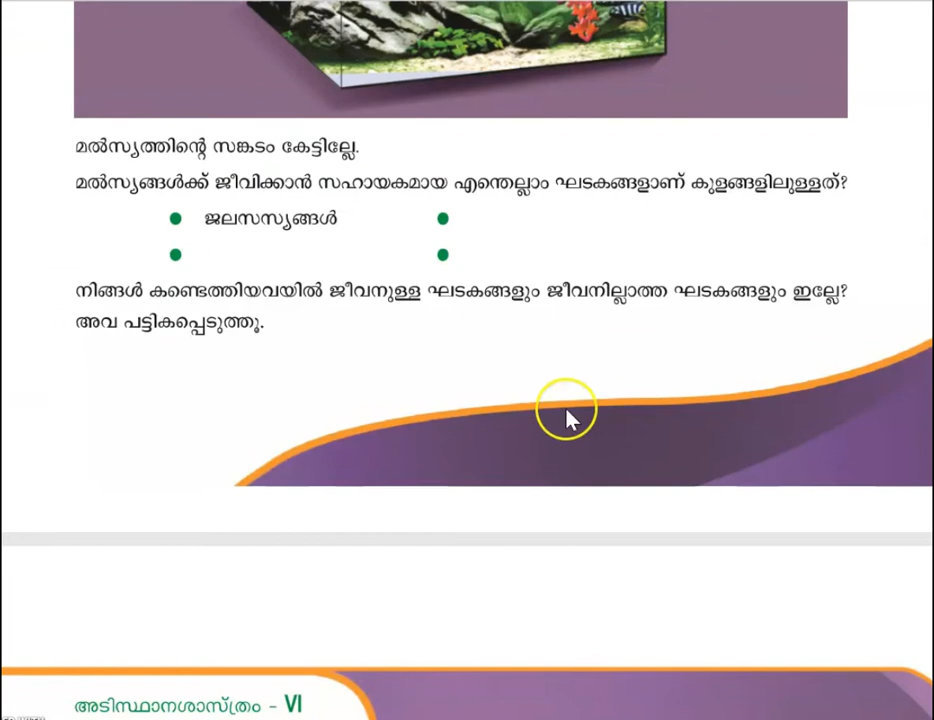 മൽസ്യത്തിന്റെ സങ്കടം കേട്ടില്ലേ.
മൽസ്യങ്ങൾക്ക് ജീവിക്കാൻ സഹായകമായ എന്തെല്ലാം ഘടകങ്ങളാണ് കുളങ്ങളിലുള്ളത്?
ജലസസ്യങ്ങൾ
നിങ്ങൾ കണ്ടെത്തിയവയിൽ ജീവനുള്ള ഘടകങ്ങളും ജീവനില്ലാത്ത ഘടകങ്ങളും ഇല്ലേ?
അവ പട്ടികപ്പെടുത്തൂ.
അടിസ്ഥാനശാസ്ത്രം - VI